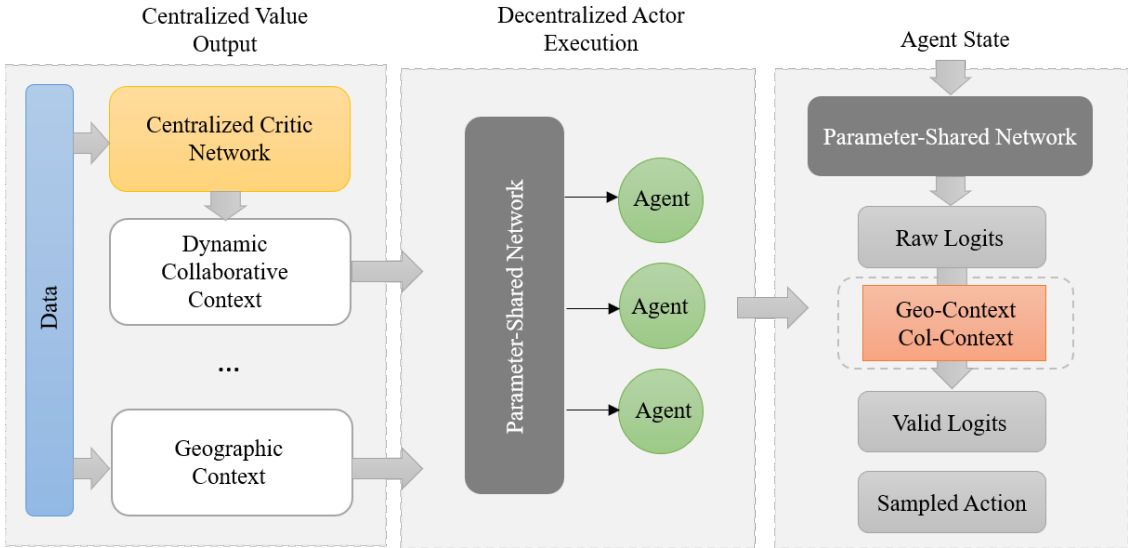 Centralized Value
Output
Data
Centralized Critic
Network
Dynamic
Collaborative
Context
...
Geographic
Context
Decentralized Actor
Execution
Parameter-Shared Network
Agent
Agent
Agent
Agent State
Parameter-Shared Network
Raw Logits
Geo-Context
Col-Context
Valid Logits
Sampled Action